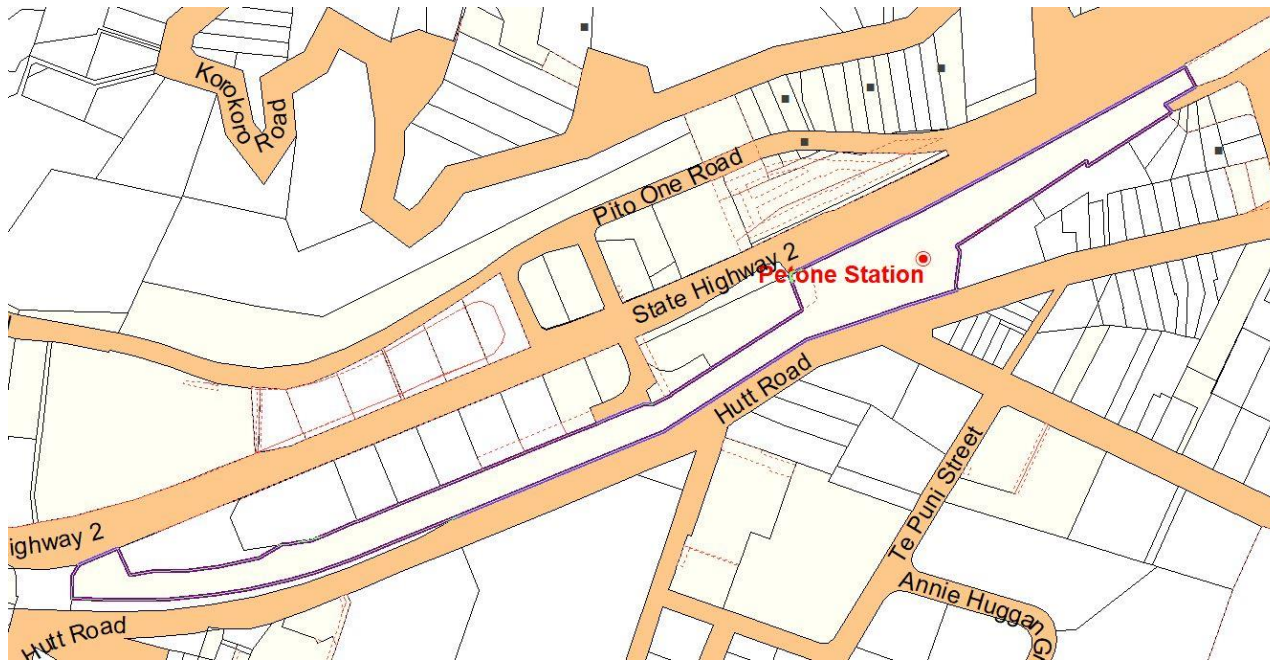 Korokoro
Road
Pito One Road
State Highway 2
Petone Station
Hutt Road
Te Puni Street
ighway 2
Annie Huggan G
Hutt Road